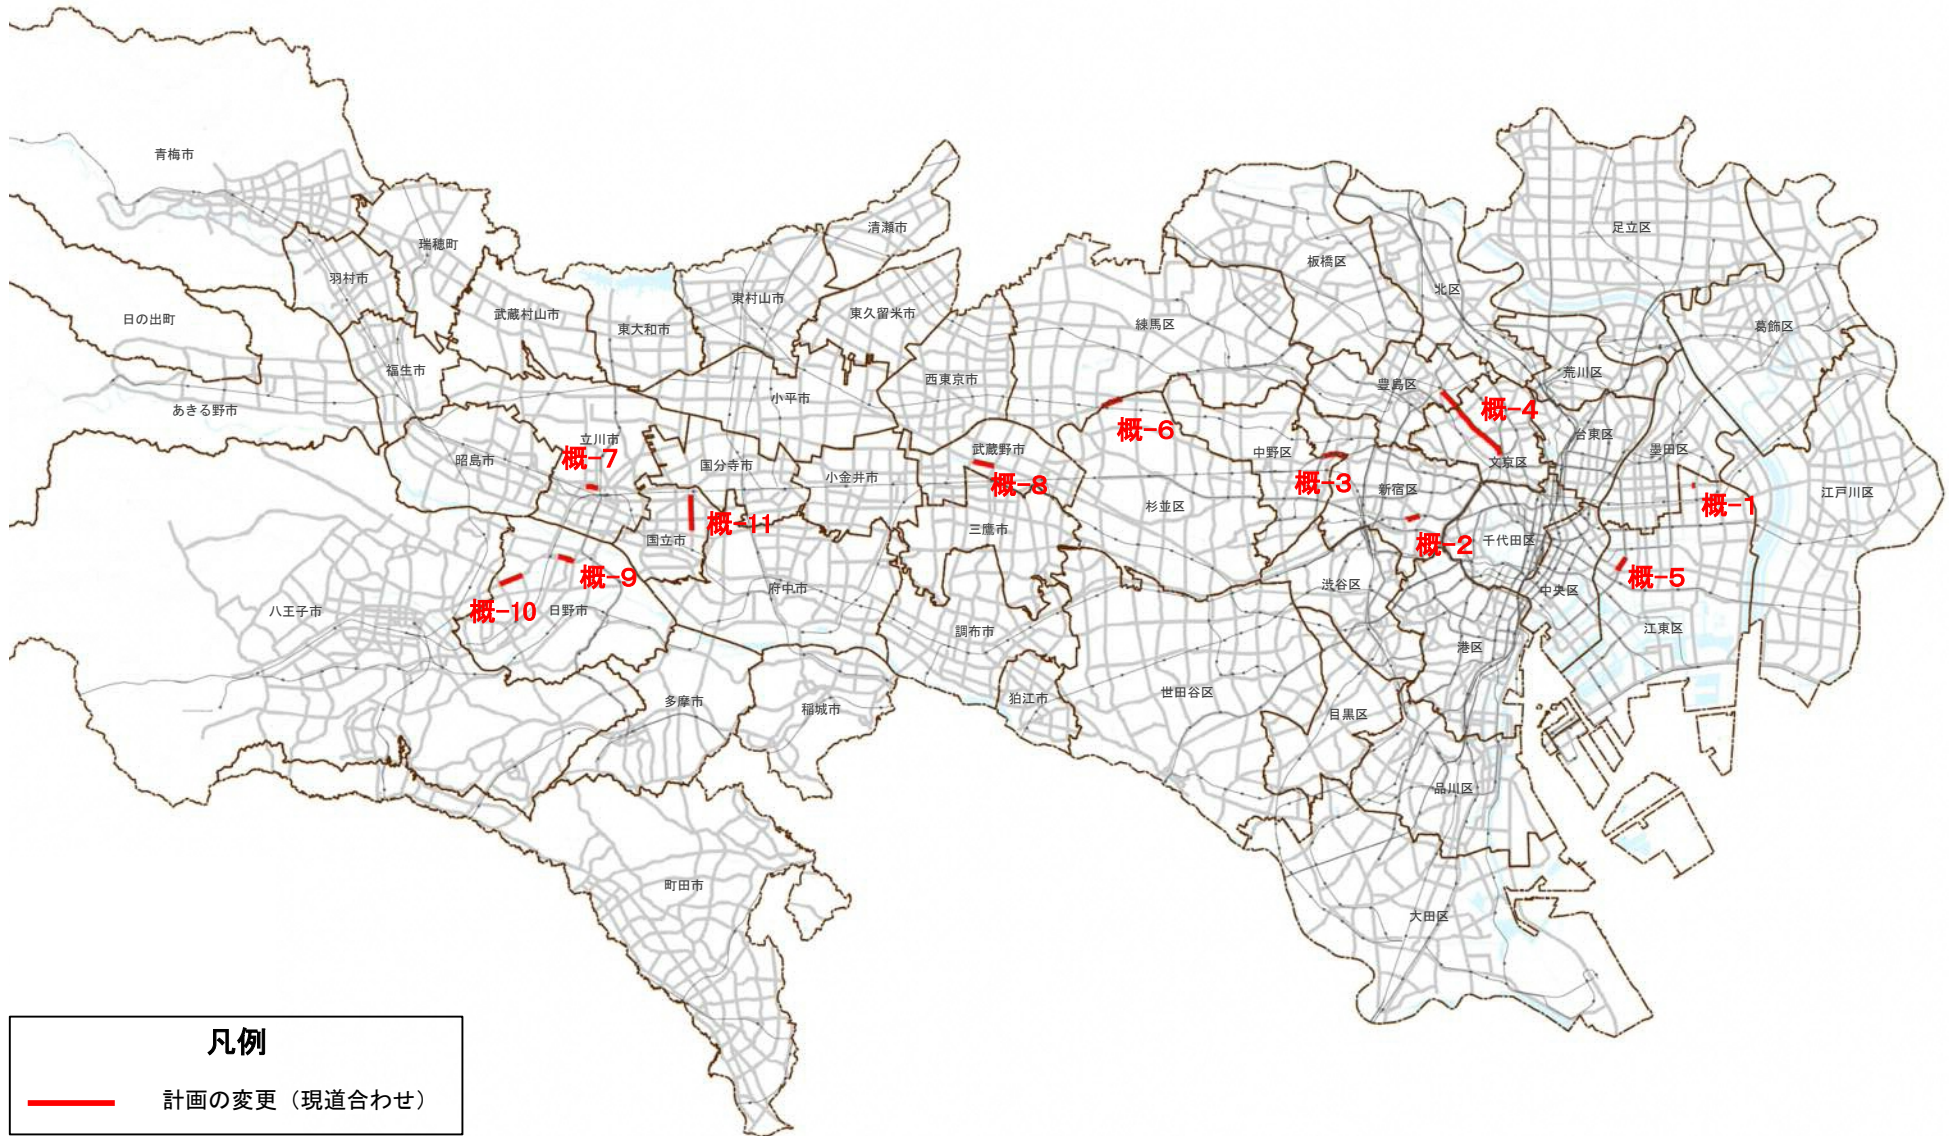 青梅市
清瀬市
足立区
瑞穂町
板橋区
羽村市
北区
東村山市
日の出町
武蔵村山市
東久留米市
東大和市
練馬区
葛飾区
福生市
荒川区
西東京市
豊島区
小平市
あきる野市
概-4
概-6
台東区
立川市
武蔵野市
墨田区
中野区
概-7
昭島市
国分寺市
文京区
小金井市
概-8
概-3
新宿区
江戸川区
杉並区
概-1
概-11
三鷹市
国立市
千代田区
概-2
概-9
概-5
府中市
渋谷区
中央区
概-10
八王子市
日野市
調布市
江東区
港区
世田谷区
多摩市
狛江市
稲城市
目黒区
品川区
町田市
大田区
凡例
計画の変更（現道合わせ）